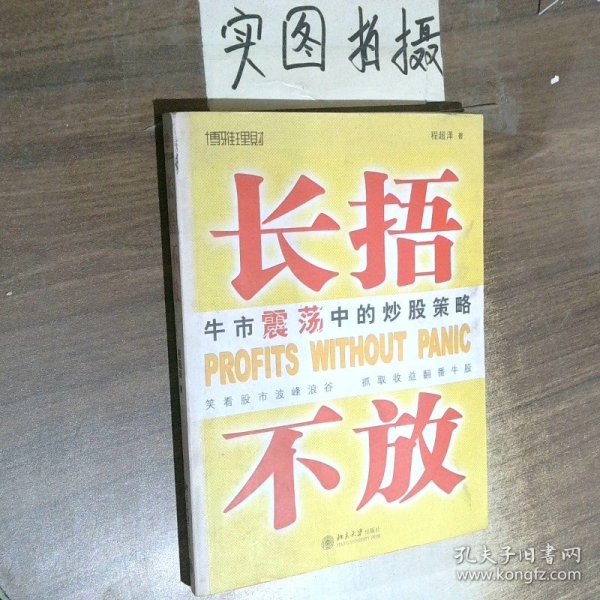 实图拍摄
博雅理财
程超泽 著
长捂
牛市震荡中的炒股策略
PROFITS WITHOUT PANIC
笑看股市波峰浪谷 抓取收益翻番牛股
不放
北京大学出版社
PEKING UNIVERSITY PRESS
孔夫子旧书网
www.kongfz.com